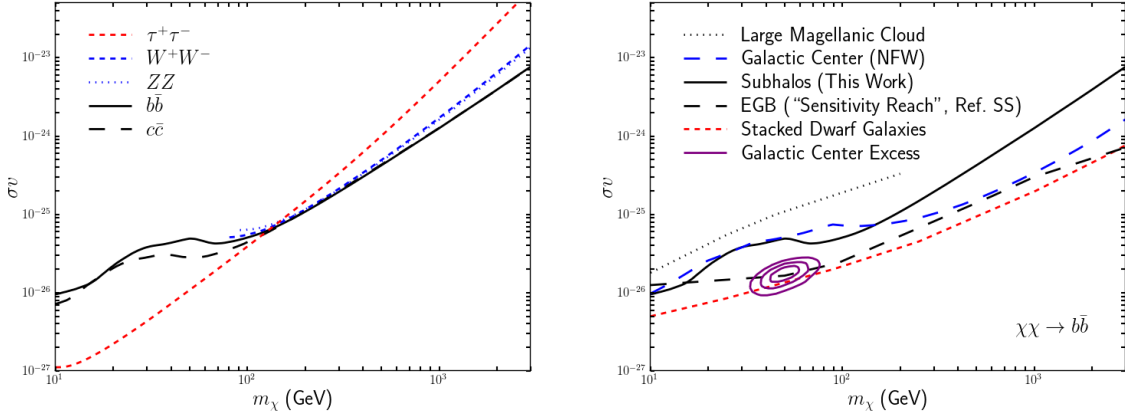 10⁻²³
10⁻²⁴
10⁻²⁵
10⁻²⁶
10⁻²⁷
σv
τ⁺τ⁻
W⁺W⁻
ZZ
bb̄
cc̄
10¹
10²
10³
m_χ (GeV)
10⁻²³
10⁻²⁴
10⁻²⁵
10⁻²⁶
10⁻²⁷
σv
Large Magellanic Cloud
Galactic Center (NFW)
Subhalos (This Work)
EGB (“Sensitivity Reach”, Ref. SS)
Stacked Dwarf Galaxies
Galactic Center Excess
χχ → bb̄
10¹
10²
10³
m_χ (GeV)